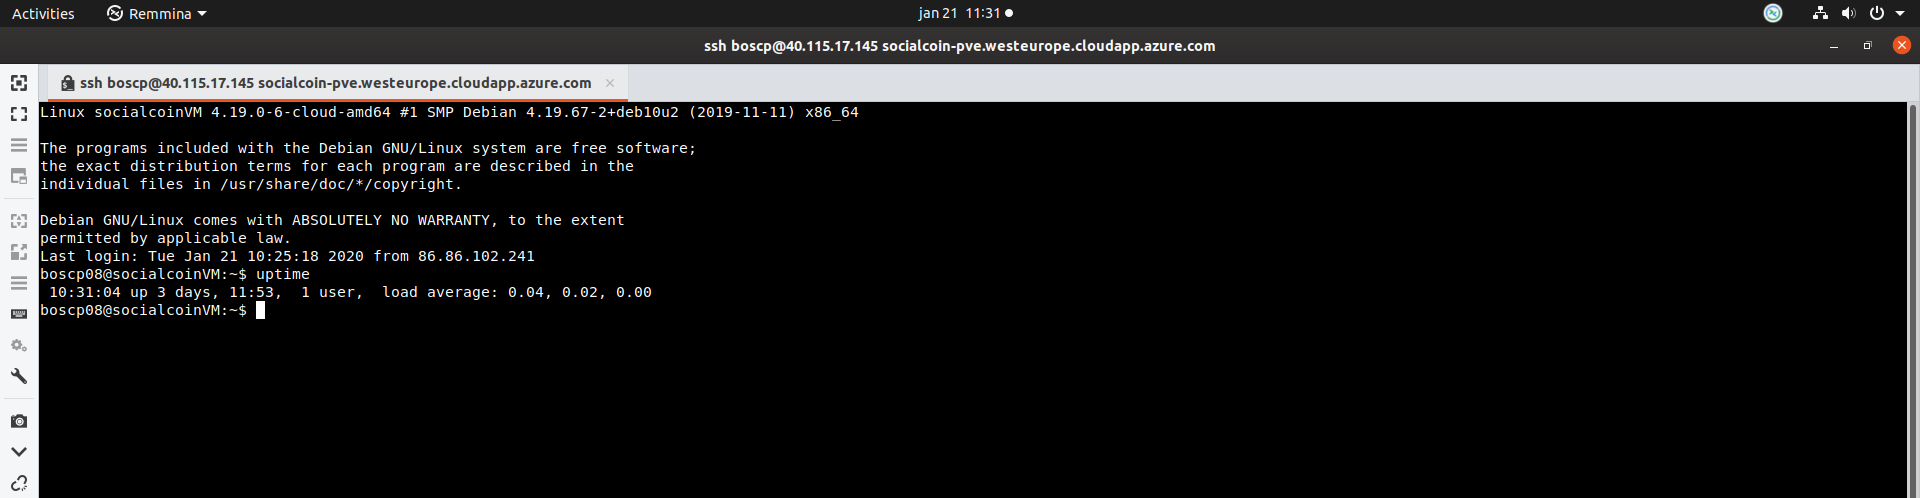 Activities Remmina jan 21 11:31
ssh boscp@40.115.17.145 socialcoin-pve.westeurope.cloudapp.azure.com
ssh boscp@40.115.17.145 socialcoin-pve.westeurope.cloudapp.azure.com
Linux socialcoinVM 4.19.0-6-cloud-amd64 #1 SMP Debian 4.19.67-2+deb10u2 (2019-11-11) x86_64
The programs included with the Debian GNU/Linux system are free software;
the exact distribution terms for each program are described in the
individual files in /usr/share/doc/*/copyright.
Debian GNU/Linux comes with ABSOLUTELY NO WARRANTY, to the extent
permitted by applicable law.
Last login: Tue Jan 21 10:25:18 2020 from 86.86.102.241
boscp08@socialcoinVM:~$ uptime
 10:31:04 up 3 days, 11:53,  1 user,  load average: 0.04, 0.02, 0.00
boscp08@socialcoinVM:~$